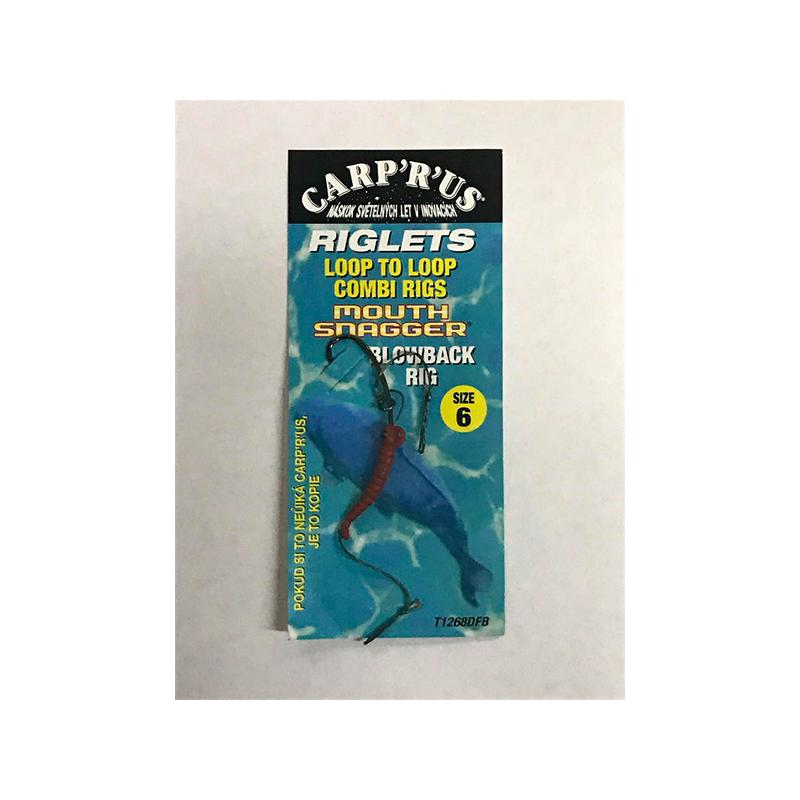 CARP'R'US
NÁSKOK SVĚTELNÝCH LET V INOVACÍCH
RIGLETS
LOOP TO LOOP
COMBI RIGS
MOUTH
SNAGGER
BLOWBACK
RIG
SIZE
6
POKUD SI TO NEÚIKÁ CARP'R'US,
JE TO KOPIE
T1268DFB